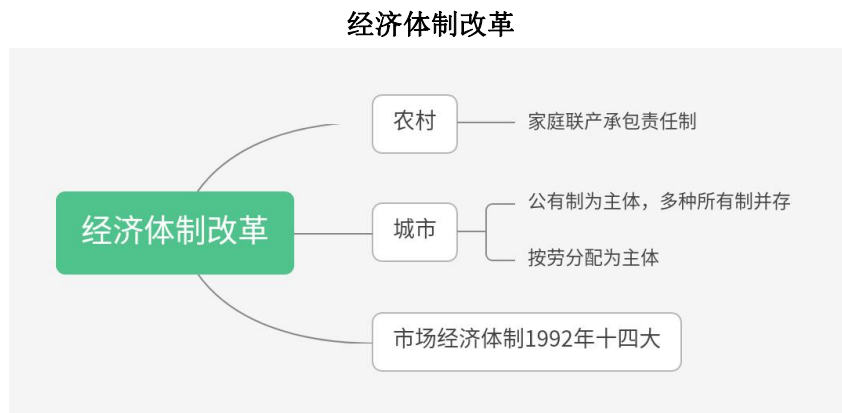 经济体制改革
农村
家庭联产承包责任制
经济体制改革
城市
公有制为主体，多种所有制并存
按劳分配为主体
市场经济体制1992年十四大